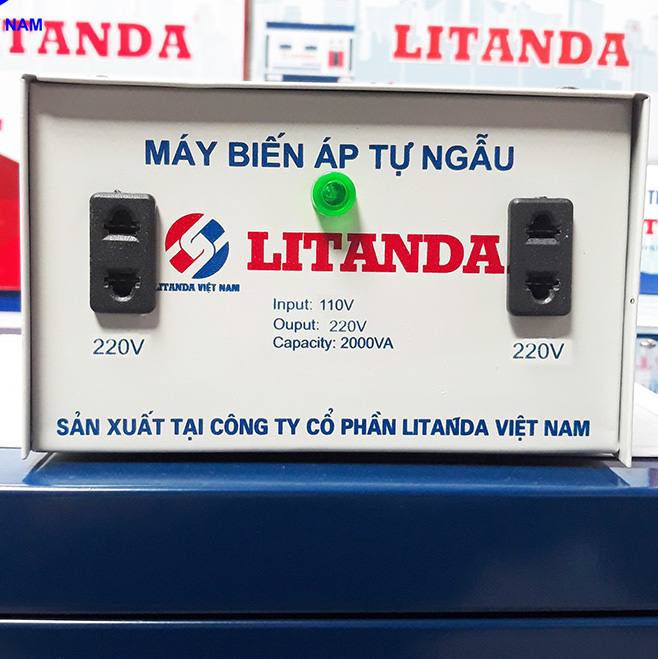 NAM
TANDA
LITANDA
MÁY BIẾN ÁP TỰ NGẪU
LITANDA
LITANDA VIỆT NAM
Input: 110V
Ouput: 220V
Capacity: 2000VA
220V
220V
SẢN XUẤT TẠI CÔNG TY CỔ PHẦN LITANDA VIỆT NAM